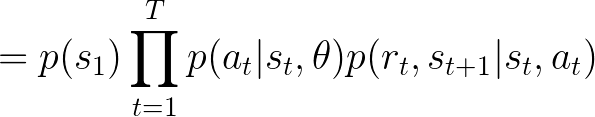 = p(s_1) \prod_{t=1}^{T} p(a_t|s_t, \theta)p(r_t, s_{t+1}|s_t, a_t)